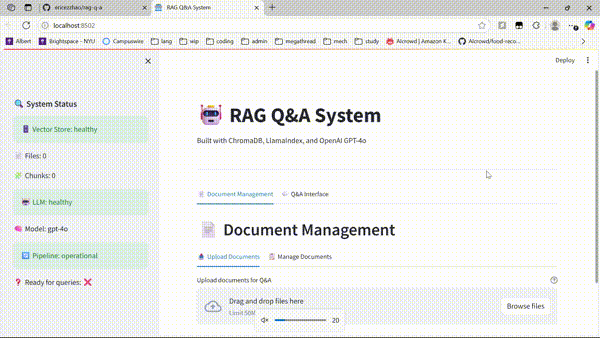 ericezhao/rag-q-a
RAG Q&A System
localhost:8502
Albert
Brightspace - NYU
Campuswire
lang
wip
coding
admin
megathread
mech
study
AIcrowd | Amazon K...
AIcrowd/food-reco...
Deploy
System Status
Vector Store: healthy
Files: 0
Chunks: 0
LLM: healthy
Model: gpt-4o
Pipeline: operational
Ready for queries:
RAG Q&A System
Built with ChromaDB, LlamaIndex, and OpenAI GPT-4o
Document Management
Q&A Interface
Document Management
Upload Documents
Manage Documents
Upload documents for Q&A
Drag and drop files here
Browse files
20